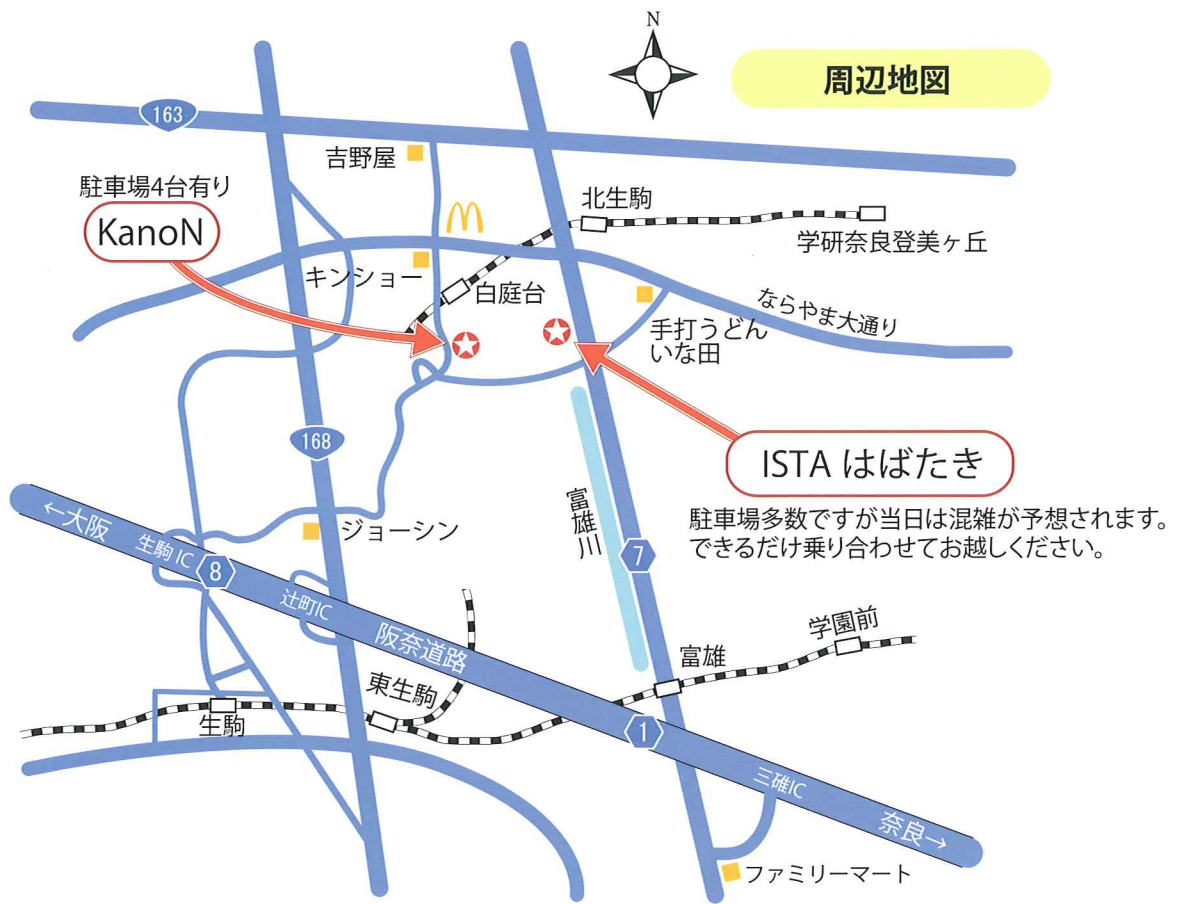 N
周辺地図
163
吉野屋
駐車場4台有り
KanoN
北生駒
学研奈良登美ヶ丘
キンショー
白庭台
ならやま大通り
手打うどん
いな田
168
ISTA はばたき
駐車場多数ですが当日は混雑が予想されます。
できるだけ乗り合わせてお越しください。
←大阪
生駒IC
8
ジョーシン
富雄川
7
辻町IC
阪奈道路
学園前
富雄
東生駒
生駒
1
三碓IC
奈良→
ファミリーマート